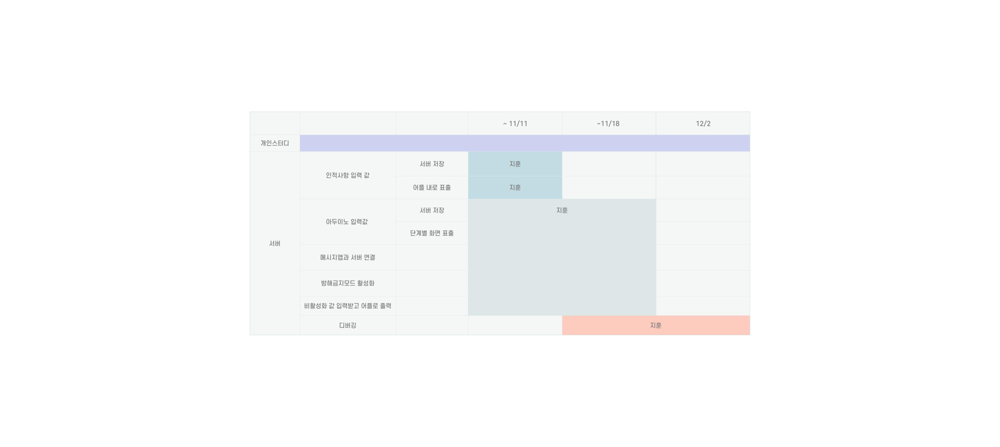 ~ 11/11
~11/18
12/2
개인스터디
서버
인적사항 입력 값
서버 저장
지훈
어플 내로 표출
지훈
아두이노 입력값
서버 저장
지훈
단계별 화면 표출
메시지앱과 서버 연결
방해금지모드 활성화
비활성화 값 입력받고 어플로 출력
디버깅
지훈